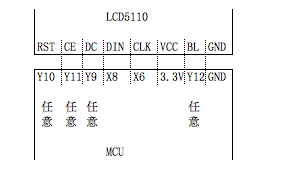 LCD5110
RST CE DC DIN CLK VCC BL GND
Y10 Y11 Y9 X8 X6 3.3V Y12 GND
任意 任意 任意 任意
MCU